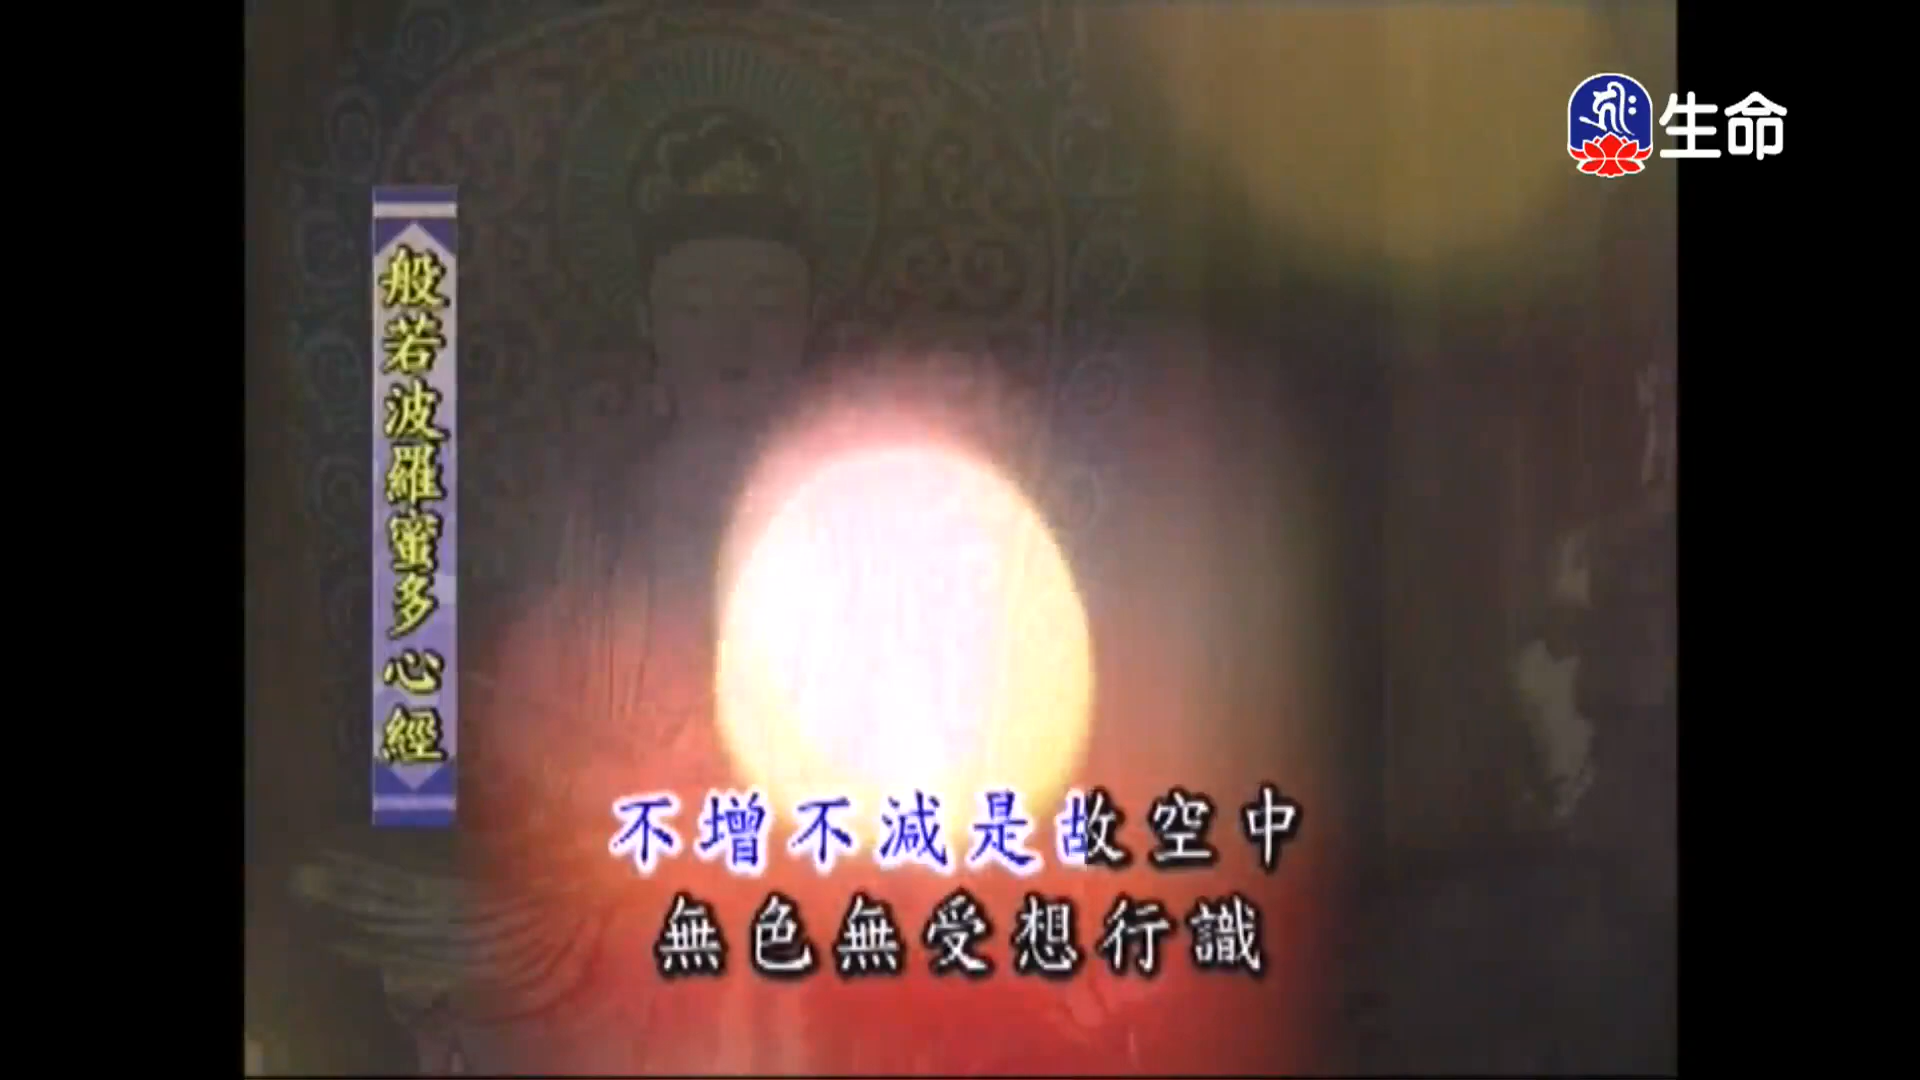 生命
般若波羅蜜多心經
不增不減是故空中
無色無受想行識